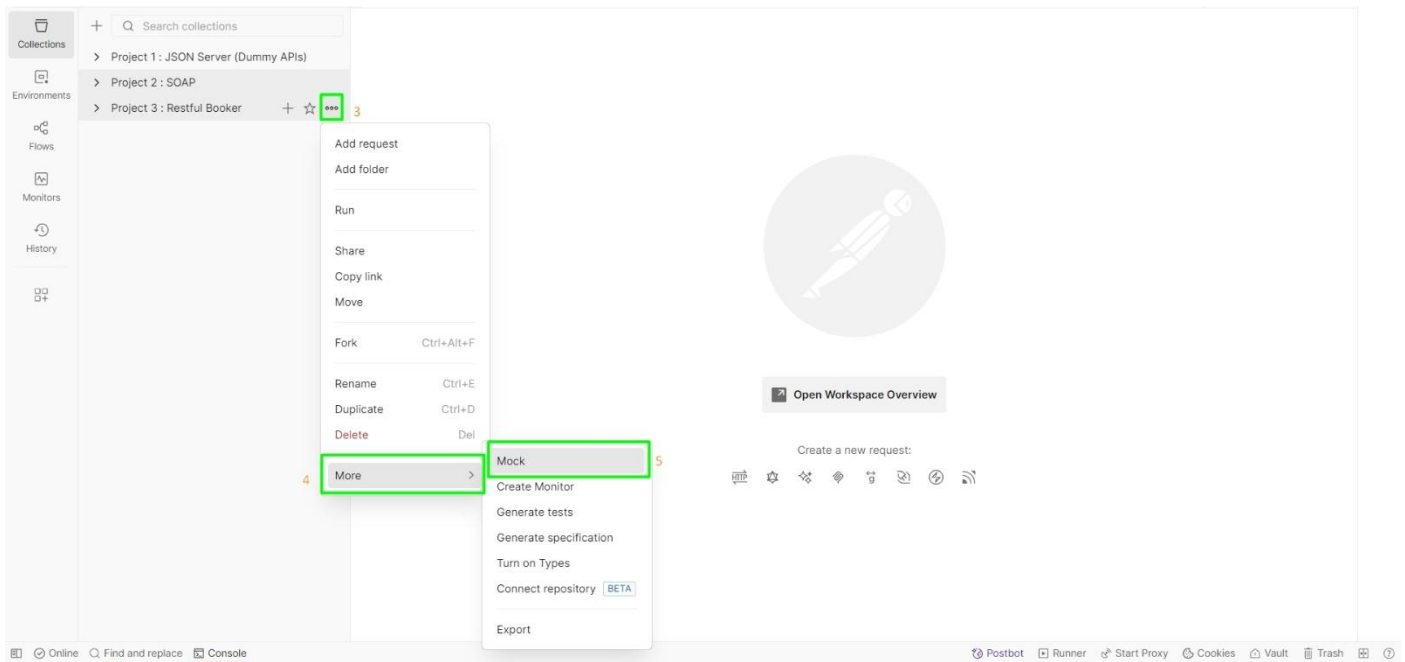 Collections
Environments
Flows
Monitors
History
Search collections
Project 1 : JSON Server (Dummy APIs)
Project 2 : SOAP
Project 3 : Restful Booker
3
Add request
Add folder
Run
Share
Copy link
Move
Fork Ctrl+Alt+F
Rename Ctrl+E
Duplicate Ctrl+D
Delete Del
4
More
Mock
5
Create Monitor
Generate tests
Generate specification
Turn on Types
Connect repository BETA
Export
Open Workspace Overview
Create a new request:
HTTP g
Online Find and replace Console Postbot Runner Start Proxy Cookies Vault Trash